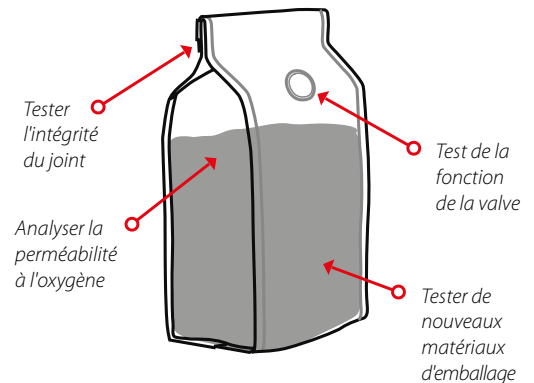 Tester
l'intégrité
du joint
Test de la
fonction
de la valve
Analyser la
perméabilité
à l'oxygène
Tester de
nouveaux
matériaux
d'emballage